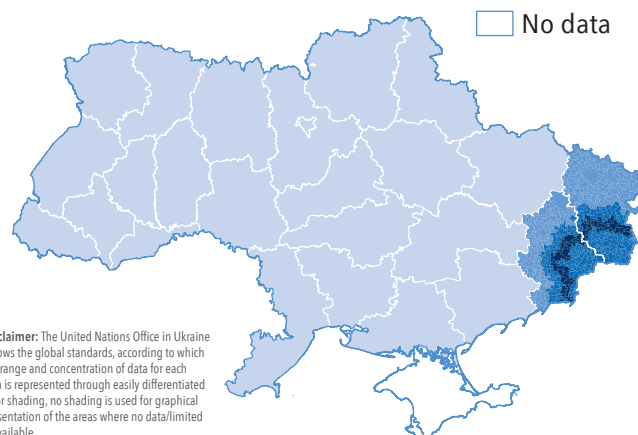 No data
claimer: The United Nations Office in Ukraine
ows the global standards, according to which
range and concentration of data for each
is represented through easily differentiated
r shading, no shading is used for graphical
sentation of the areas where no data/limited
vailable